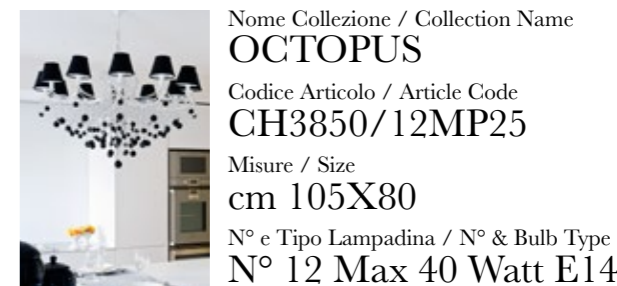 Nome Collezione / Collection Name
OCTOPUS
Codice Articolo / Article Code
CH3850/12MP25
Misure / Size
cm 105X80
N° e Tipo Lampadina / N° & Bulb Type
N° 12 Max 40 Watt E14